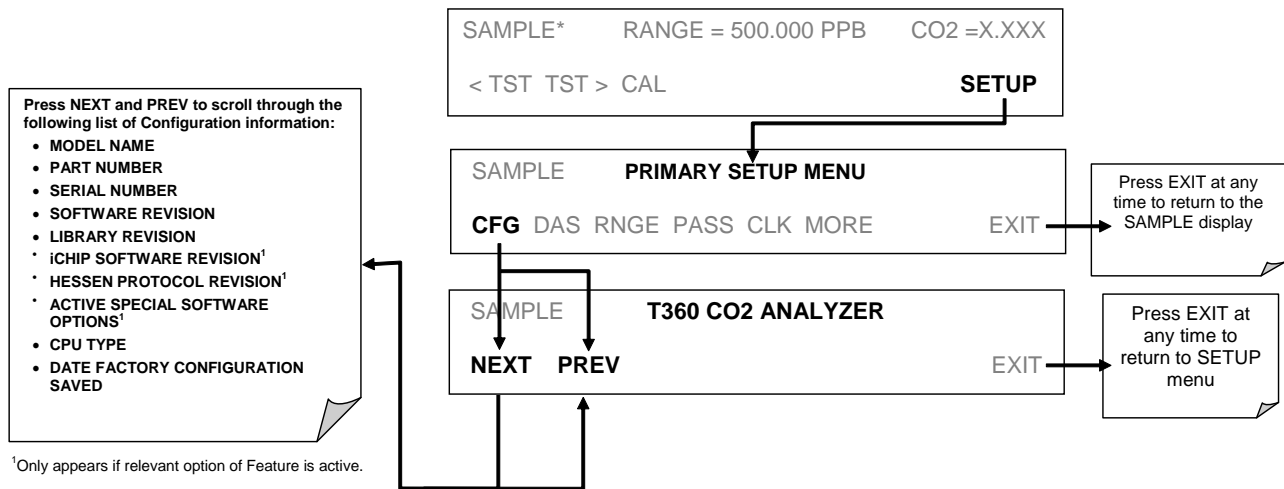 SAMPLE* RANGE = 500.000 PPB CO2 =X.XXX
< TST TST > CAL SETUP
Press NEXT and PREV to scroll through the
following list of Configuration information:
• MODEL NAME
• PART NUMBER
• SERIAL NUMBER
• SOFTWARE REVISION
• LIBRARY REVISION
• iCHIP SOFTWARE REVISION¹
• HESSEN PROTOCOL REVISION¹
• ACTIVE SPECIAL SOFTWARE
OPTIONS¹
• CPU TYPE
• DATE FACTORY CONFIGURATION
SAVED
¹Only appears if relevant option of Feature is active.
SAMPLE PRIMARY SETUP MENU
CFG DAS RNGE PASS CLK MORE EXIT
Press EXIT at any
time to return to the
SAMPLE display
SAMPLE T360 CO2 ANALYZER
NEXT PREV EXIT
Press EXIT at
any time to
return to SETUP
menu